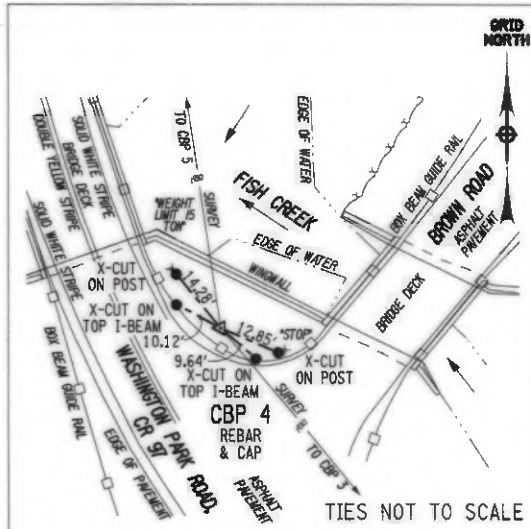 GRID
NORTH
SOLID WHITE STRIPE
BRIDGE DECK
DOUBLE YELLOW STRIPE
SOLID WHITE STRIPE
TO CBP 5
SURVEY
"WEIGHT
LIMIT 15
TON"
EDGE OF WATER
FISH CREEK
EDGE OF WATER
WINGWALL
BOX BEAM GUIDE RAIL
BROWN ROAD
ASPHALT
PAVEMENT
BRIDGE DECK
X-CUT
ON POST
14.28'
X-CUT ON
TOP I-BEAM
10.12'
12.85'
"STOP"
9.64'
X-CUT ON
TOP I-BEAM
X-CUT
ON POST
CBP 4
REBAR
& CAP
SURVEY
TO CBP 3
BOX BEAM GUIDE RAIL
EDGE OF PAVEMENT
WASHINGTON PARK ROAD,
CR 97
ASPHALT
PAVEMENT
TIES NOT TO SCALE